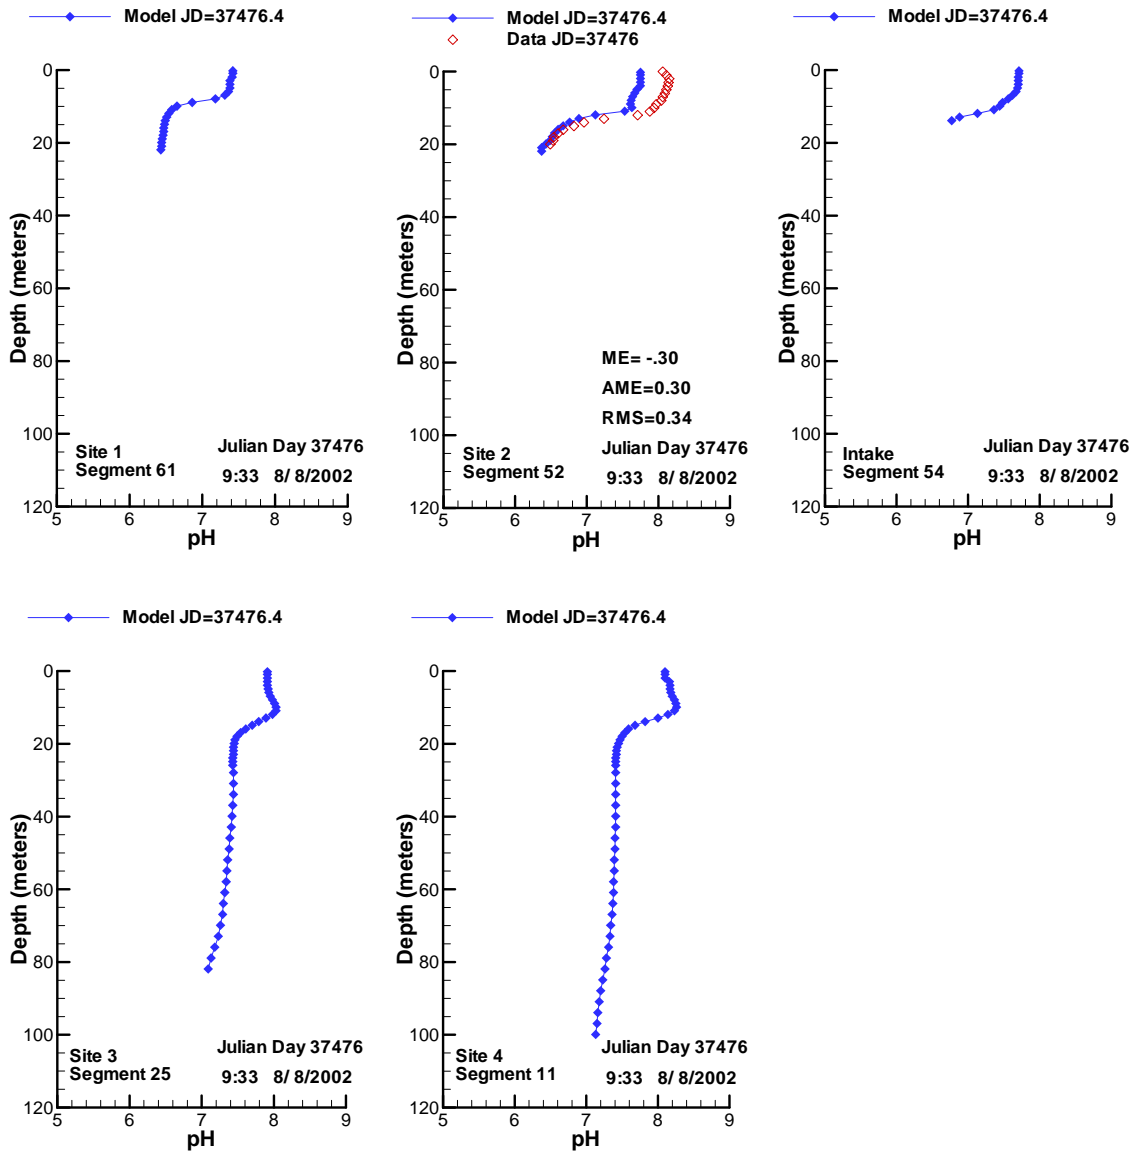 Model JD=37476.4
0
20
40
60
80
100
120
Depth (meters)
Site 1
Segment 61
Julian Day 37476
9:33 8/ 8/2002
5 6 7 8 9
pH
Model JD=37476.4
Data JD=37476
0
20
40
60
80
100
120
Depth (meters)
ME= -.30
AME=0.30
RMS=0.34
Site 2
Segment 52
Julian Day 37476
9:33 8/ 8/2002
5 6 7 8 9
pH
Model JD=37476.4
0
20
40
60
80
100
120
Depth (meters)
Intake
Segment 54
Julian Day 37476
9:33 8/ 8/2002
5 6 7 8 9
pH
Model JD=37476.4
0
20
40
60
80
100
120
Depth (meters)
Site 3
Segment 25
Julian Day 37476
9:33 8/ 8/2002
5 6 7 8 9
pH
Model JD=37476.4
0
20
40
60
80
100
120
Depth (meters)
Site 4
Segment 11
Julian Day 37476
9:33 8/ 8/2002
5 6 7 8 9
pH